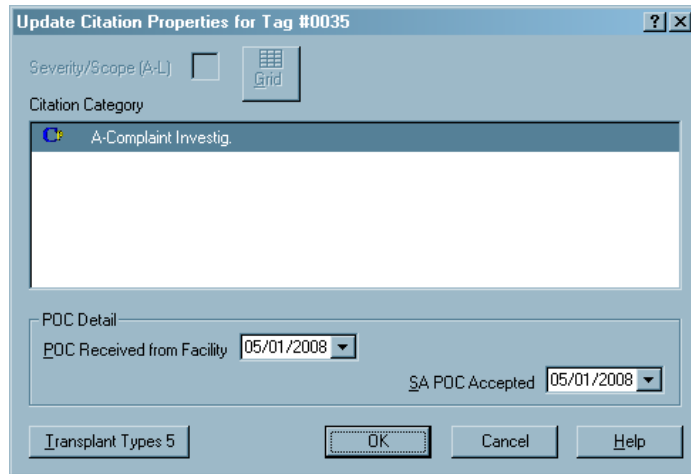 Update Citation Properties for Tag #0035
Severity/Scope (A-L)
Grid
Citation Category
A-Complaint Investig.
POC Detail
POC Received from Facility 05/01/2008
SA POC Accepted 05/01/2008
Transplant Types 5 OK Cancel Help